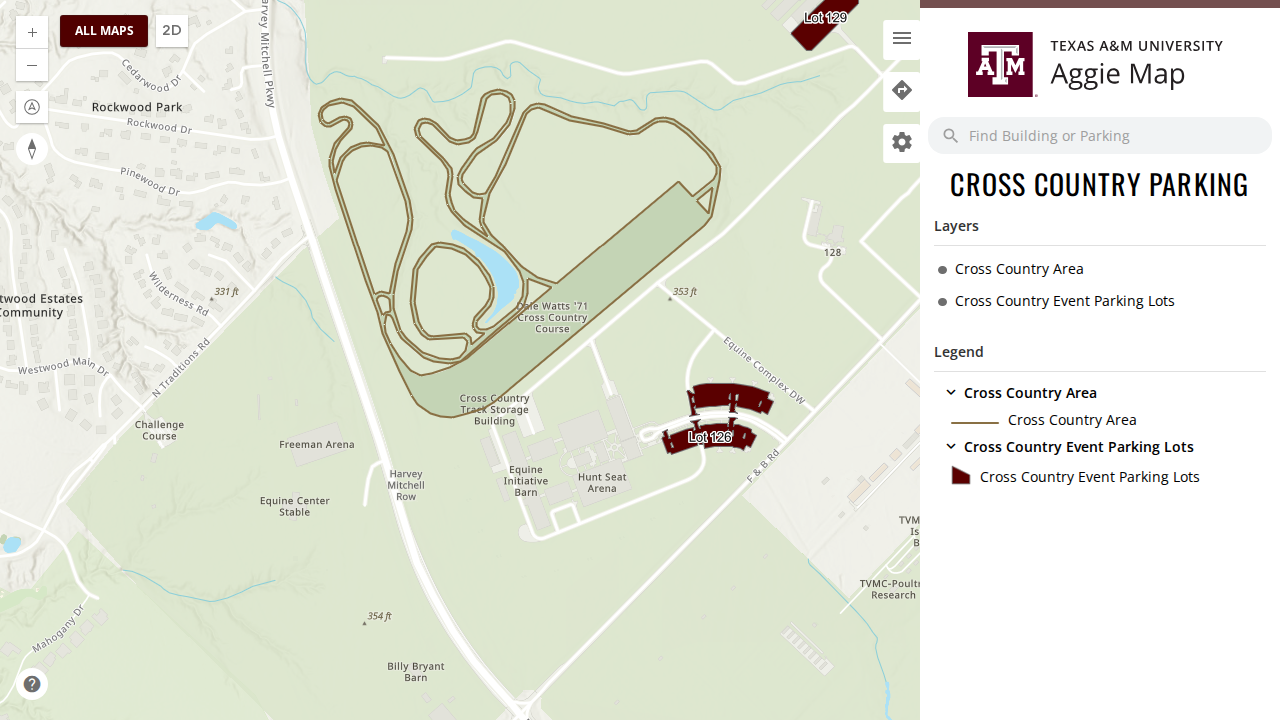 ALL MAPS
2D
Harvey Mitchell Pkwy
Lot 129
Cedarwood Dr
Rockwood Park
Rockwood Dr
Pinewood Dr
128
Wilderness Rd
331 ft
353 ft
twood Estates
Community
Dale Watts '71
Cross Country
Course
Westwood Main Dr
N Traditions Rd
Equine Complex DW
Cross Country
Track Storage
Building
Challenge
Course
Lot 126
Freeman Arena
F & B Rd
Harvey
Mitchell
Row
Equine
Initiative
Barn
Hunt Seat
Arena
Equine Center
Stable
TVM
Is
B
TVMC-Poult
Research
Mahogany Dr
354 ft
Billy Bryant
Barn
TEXAS A&M UNIVERSITY
Aggie Map
ATM
Find Building or Parking
CROSS COUNTRY PARKING
Layers
Cross Country Area
Cross Country Event Parking Lots
Legend
Cross Country Area
Cross Country Area
Cross Country Event Parking Lots
Cross Country Event Parking Lots